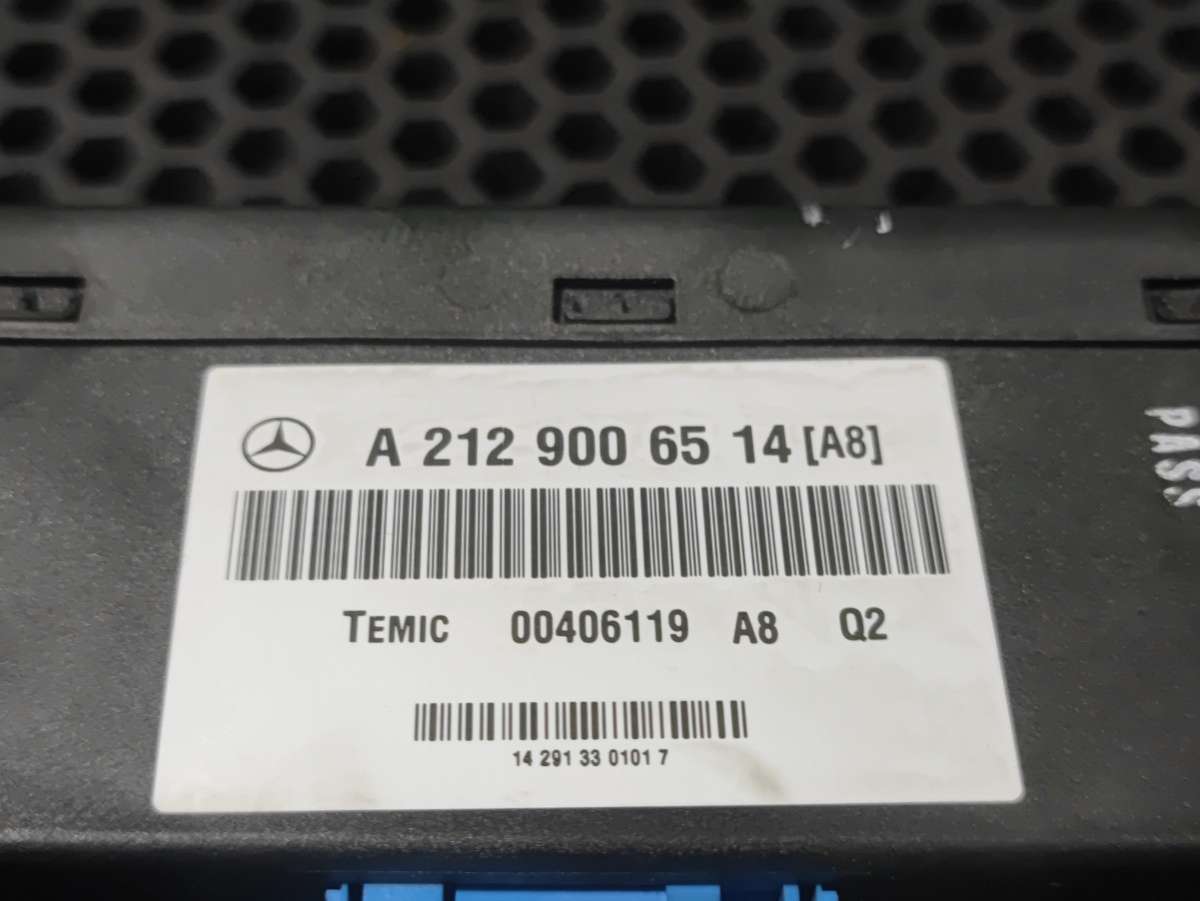 A 212 900 65 14 [A8]
TEMIC 00406119 A8 Q2
14 291 33 0101 7
PASS